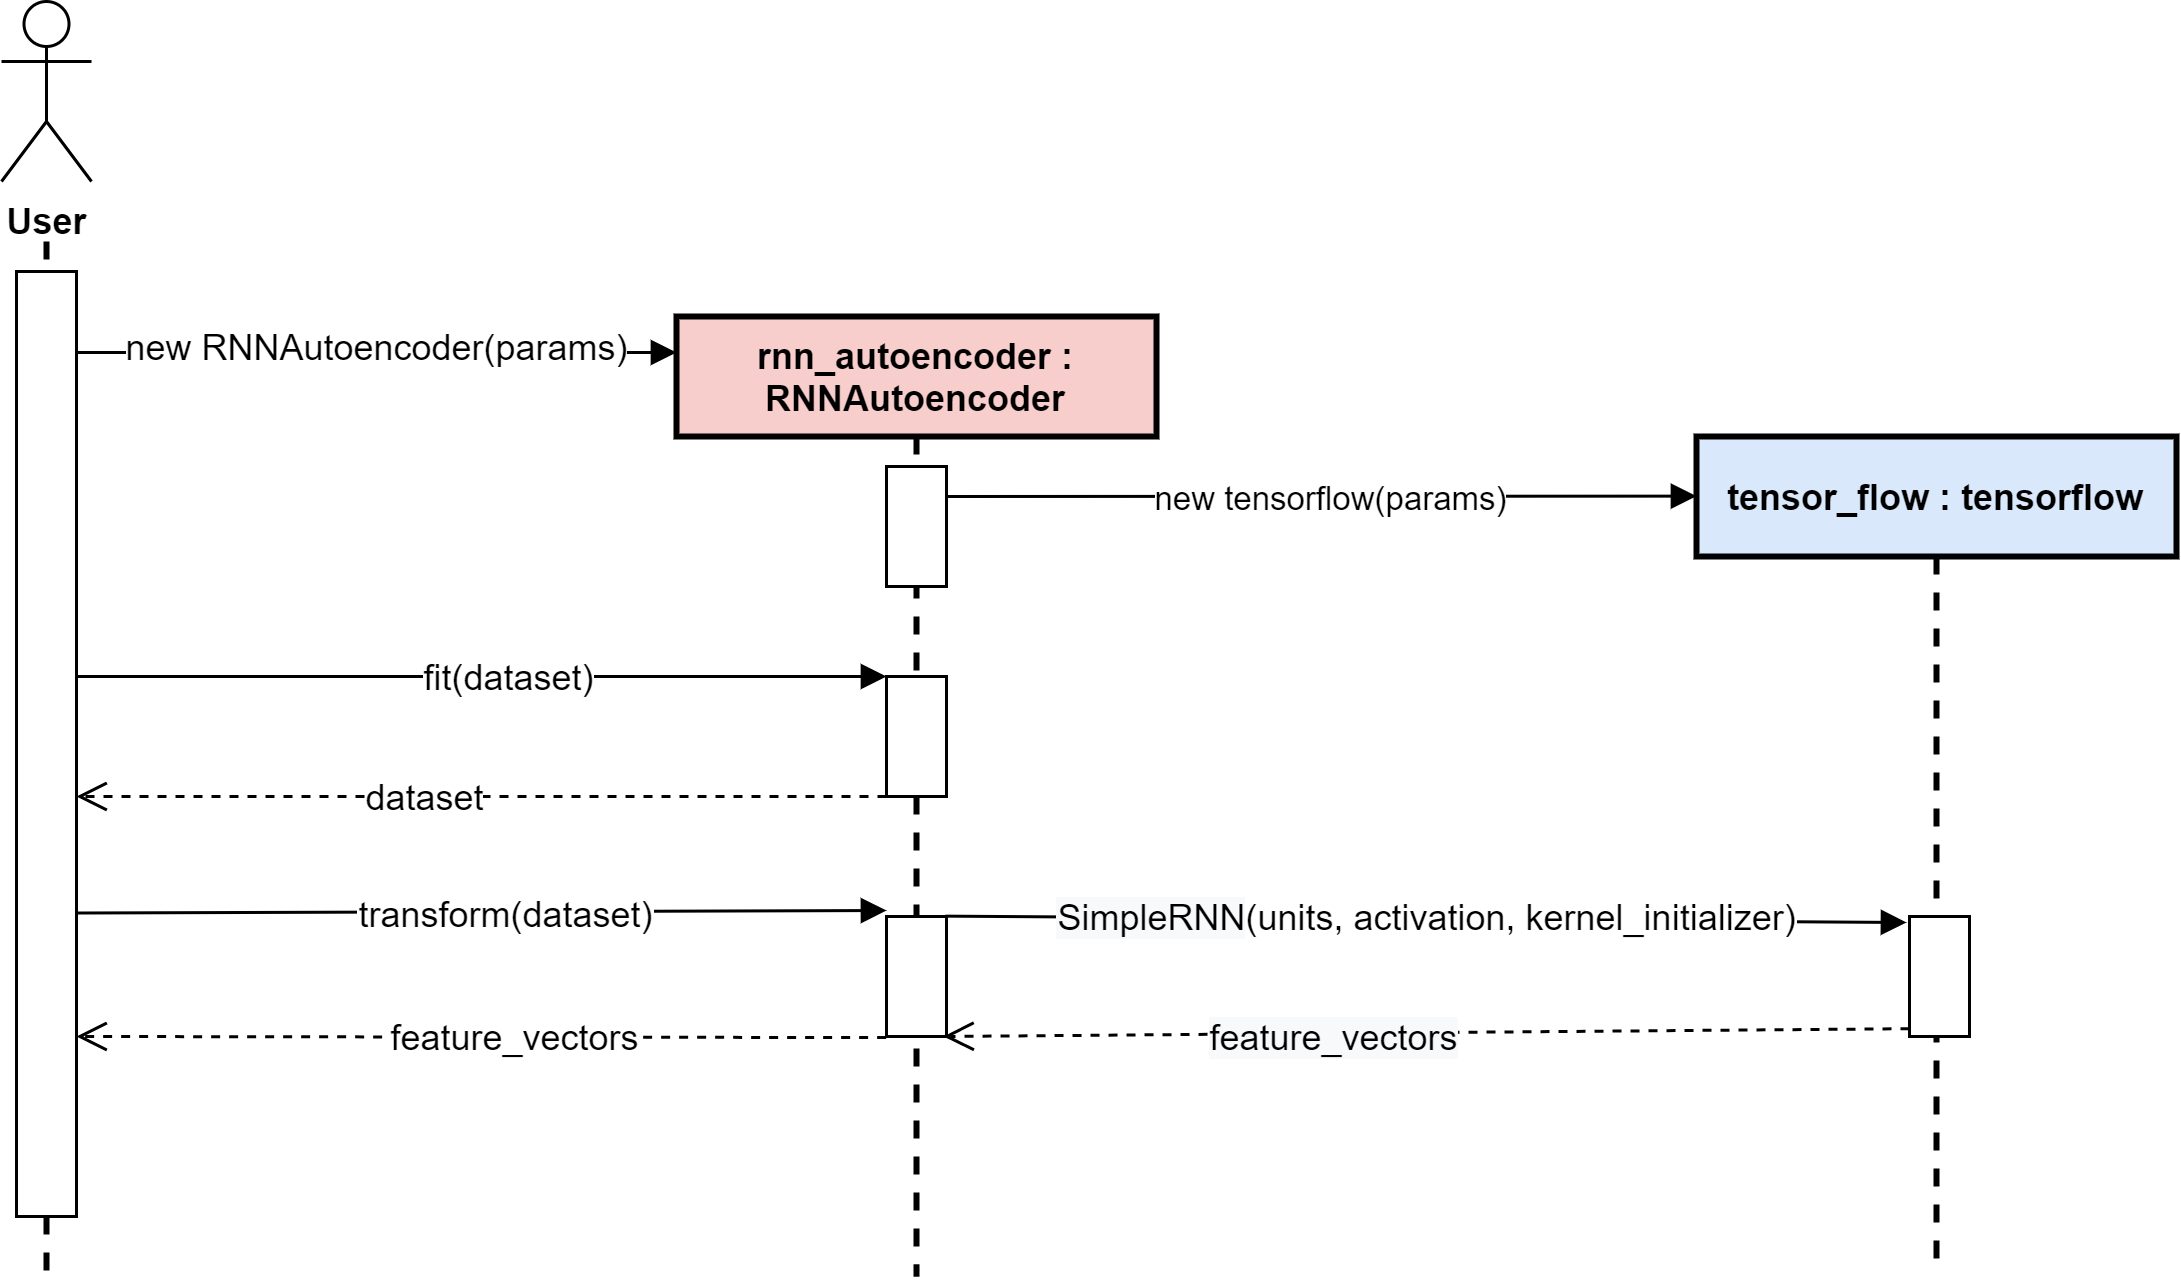 User
new RNNAutoencoder(params)
rnn_autoencoder :
RNNAutoencoder
new tensorflow(params)
tensor_flow : tensorflow
fit(dataset)
dataset
transform(dataset)
SimpleRNN(units, activation, kernel_initializer)
feature_vectors
feature_vectors